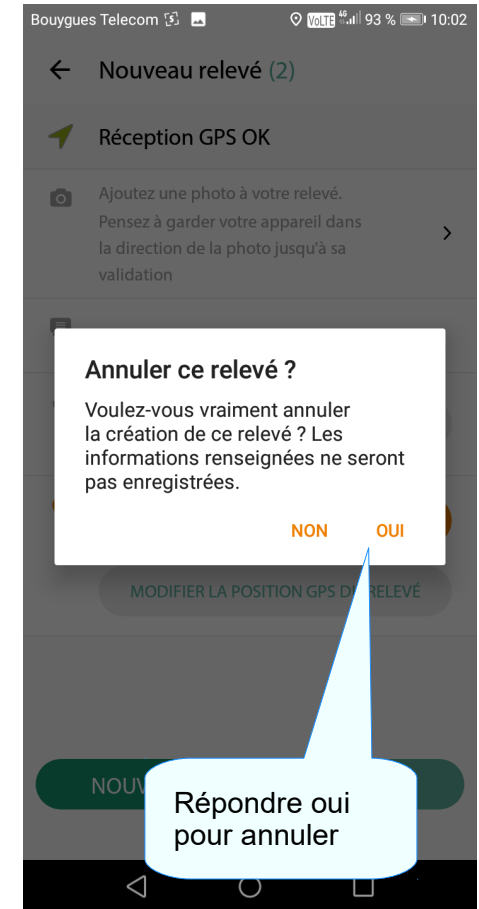 Bouygues Telecom VoLTE 4G 93 % 10:02
Nouveau relevé (2)
Réception GPS OK
Ajoutez une photo à votre relevé.
Pensez à garder votre appareil dans
la direction de la photo jusqu'à sa
validation
Annuler ce relevé ?
Voulez-vous vraiment annuler
la création de ce relevé ? Les
informations renseignées ne seront
pas enregistrées.
NON OUI
MODIFIER LA POSITION GPS DU RELEVÉ
Répondre oui
pour annuler